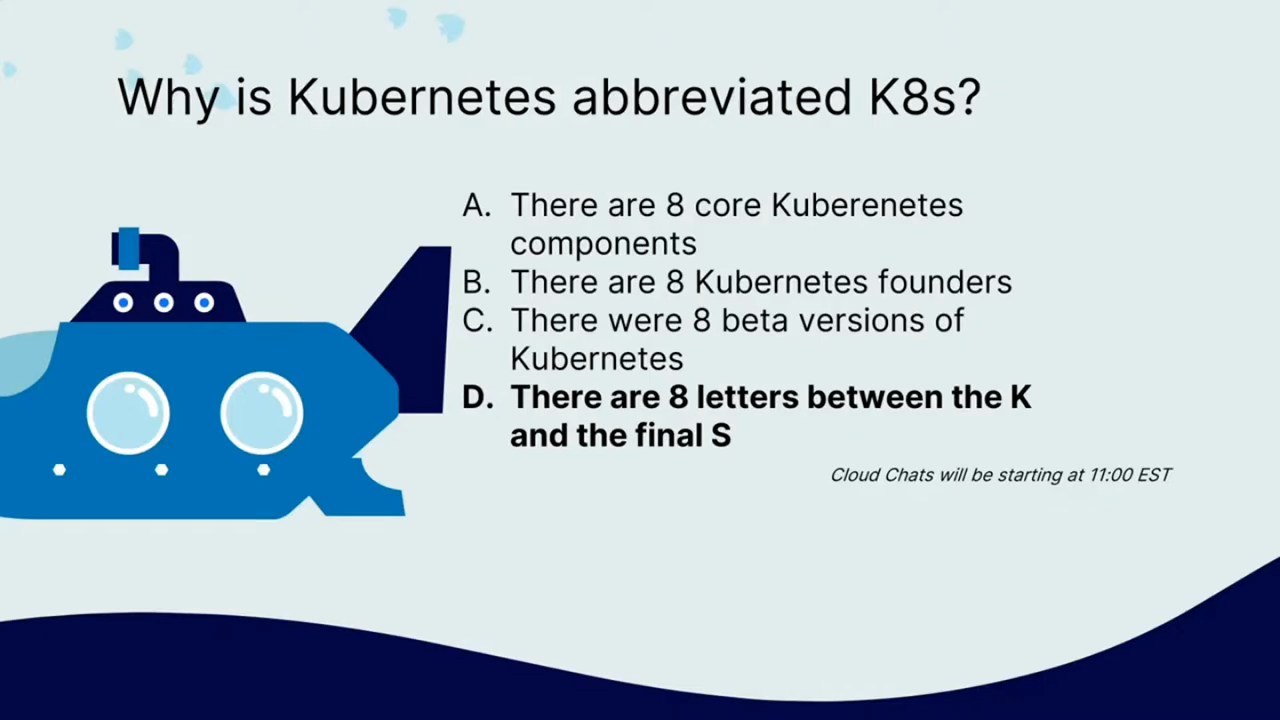 Why is Kubernetes abbreviated K8s?
A. There are 8 core Kuberenetes
components
B. There are 8 Kubernetes founders
C. There were 8 beta versions of
Kubernetes
D. There are 8 letters between the K
and the final S
Cloud Chats will be starting at 11:00 EST